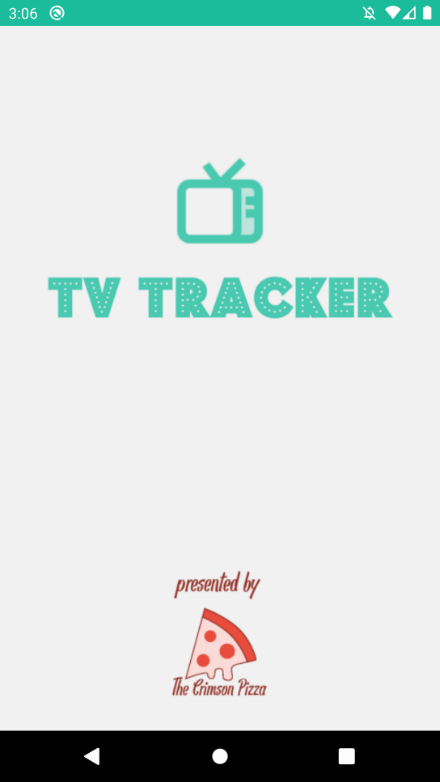 3:06
TV TRACKER
presented by
The Crimson Pizza